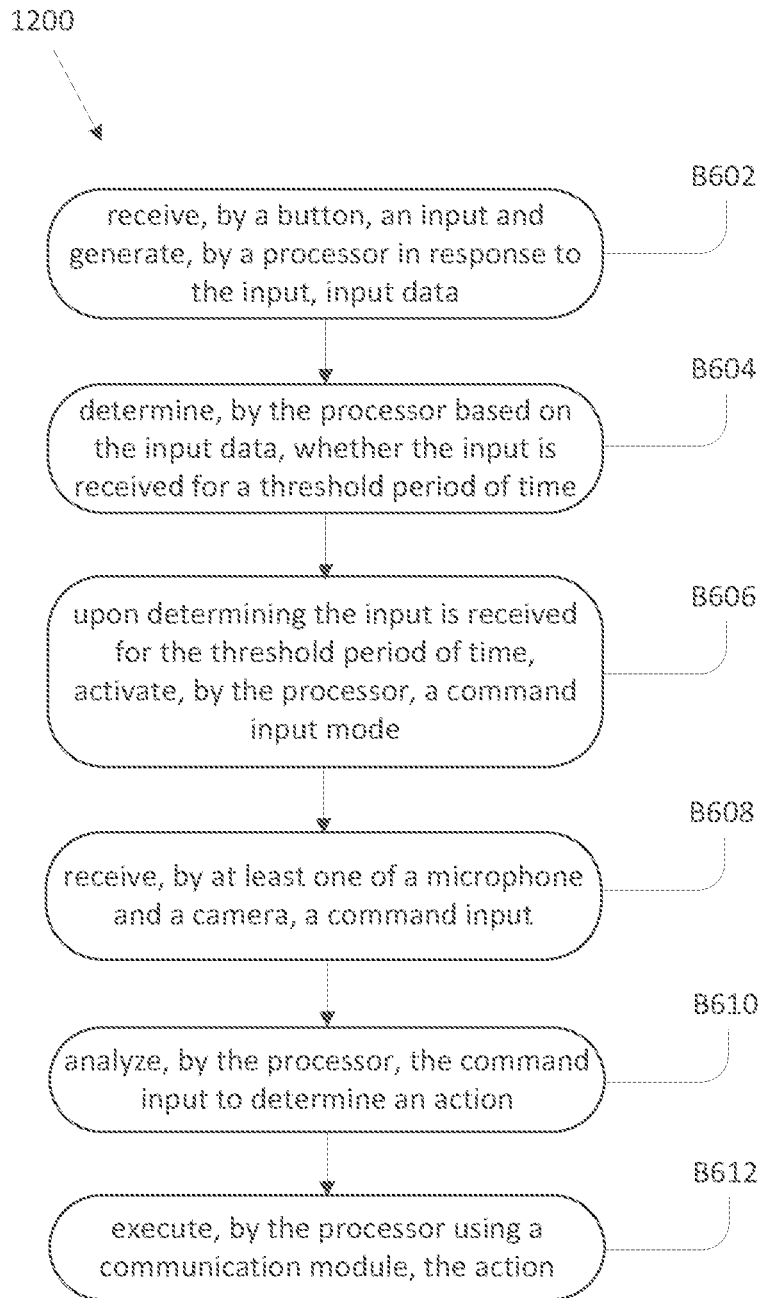 1200
B602
receive, by a button, an input and
generate, by a processor in response to
the input, input data
B604
determine, by the processor based on
the input data, whether the input is
received for a threshold period of time
B606
upon determining the input is received
for the threshold period of time,
activate, by the processor, a command
input mode
B608
receive, by at least one of a microphone
and a camera, a command input
B610
analyze, by the processor, the command
input to determine an action
B612
execute, by the processor using a
communication module, the action